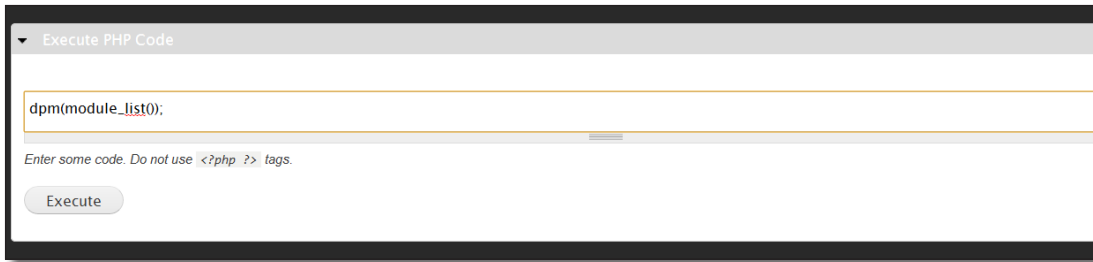 Execute PHP Code
dpm(module_list());
Enter some code. Do not use <?php ?> tags.
Execute